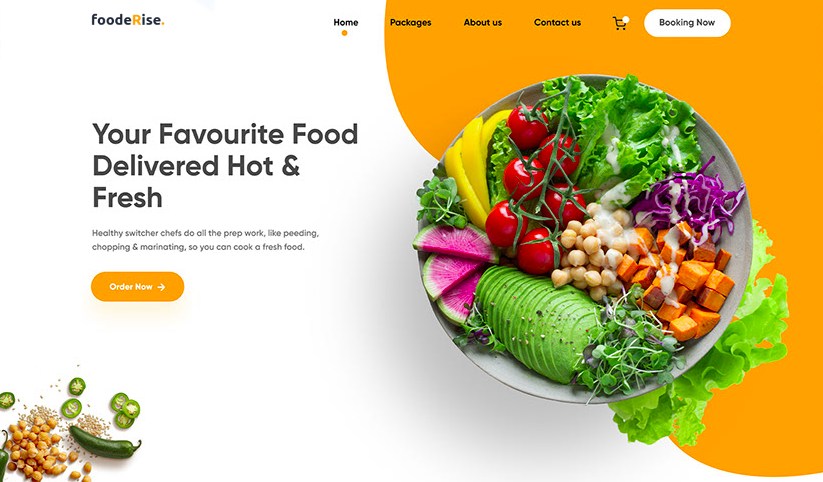 foodeRise.
Home
Packages
About us
Contact us
Booking Now
Your Favourite Food
Delivered Hot &
Fresh
Healthy switcher chefs do all the prep work, like peeding,
chopping & marinating, so you can cook a fresh food.
Order Now →